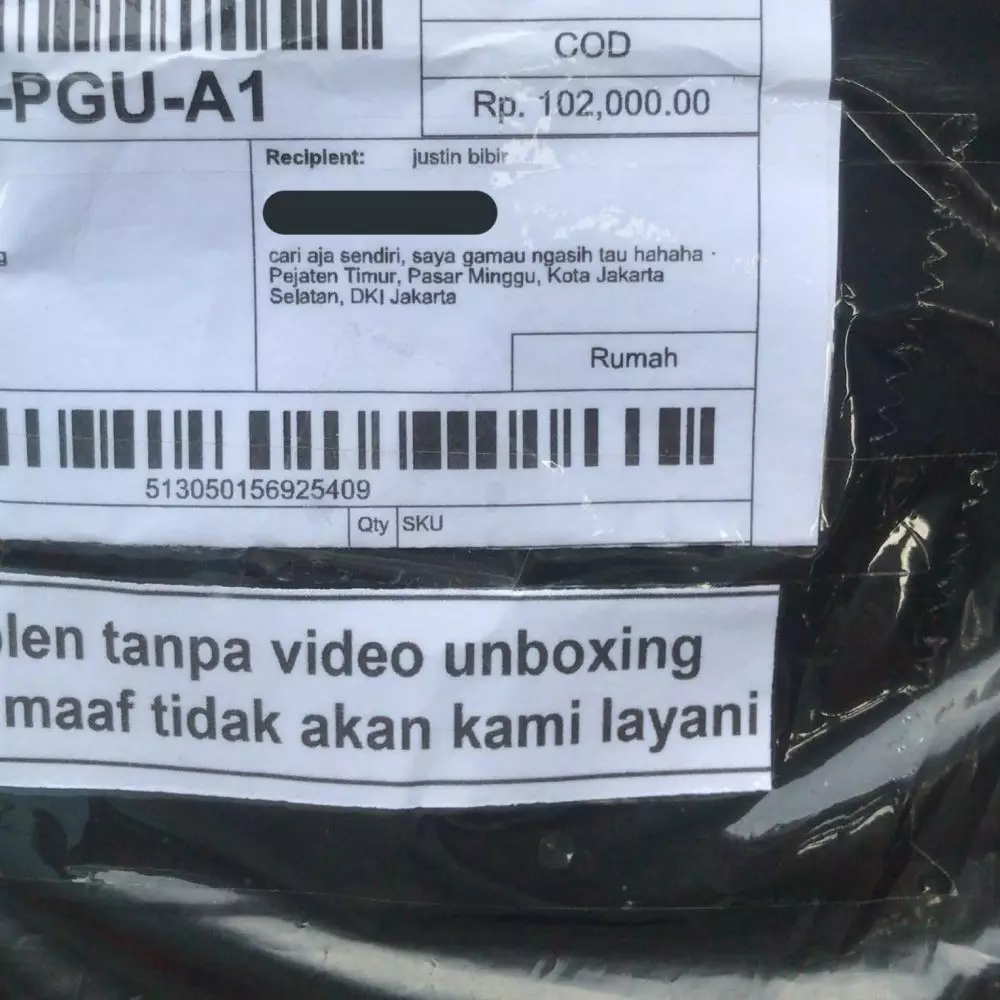 -PGU-A1
COD
Rp. 102,000.00
Recipient: justin bibir
cari aja sendiri, saya gamau ngasih tau hahaha -
Pejaten Timur, Pasar Minggu, Kota Jakarta
Selatan, DKI Jakarta
Rumah
513050156925409
Qty SKU
len tanpa video unboxing
maaf tidak akan kami layani